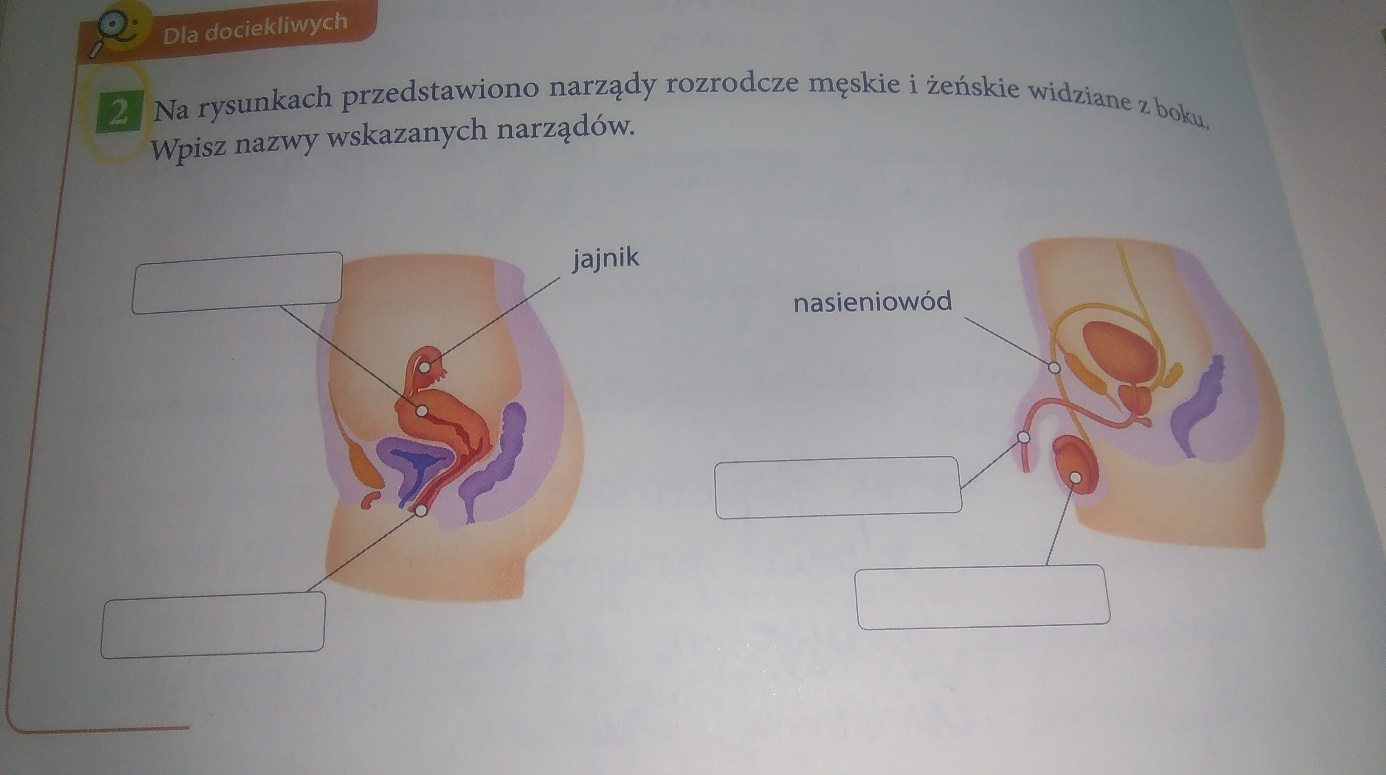 Dla dociekliwych
2 Na rysunkach przedstawiono narządy rozrodcze męskie i żeńskie widziane z boku.
Wpisz nazwy wskazanych narządów.
jajnik
nasieniowód